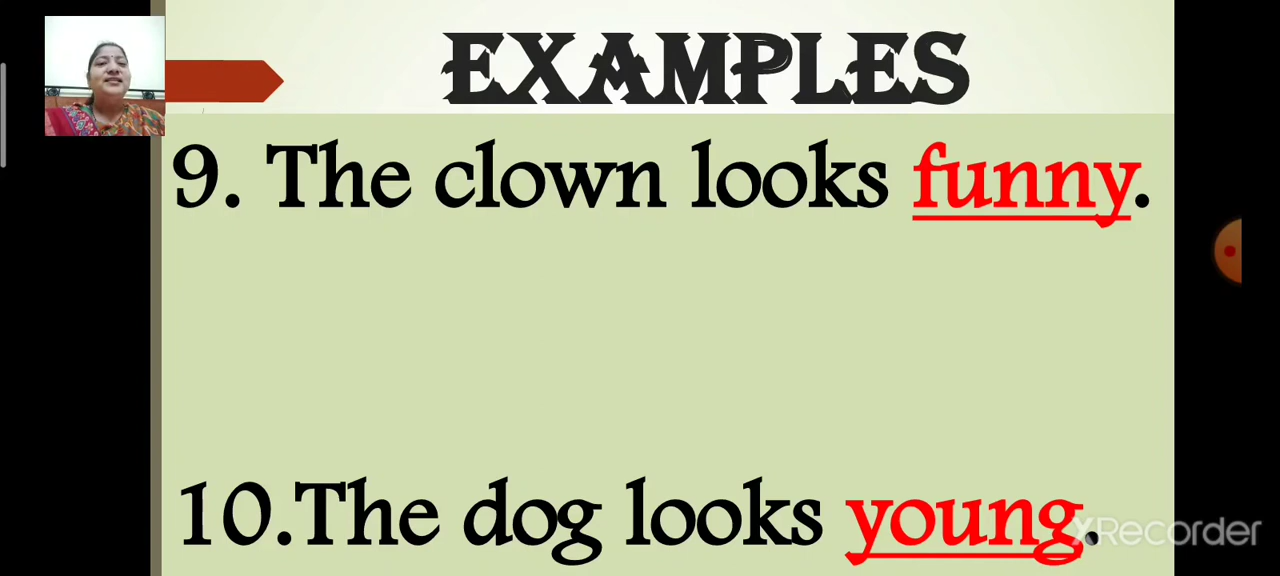 EXAMPLES
9. The clown looks funny.
10.The dog looks young.
XRecorder